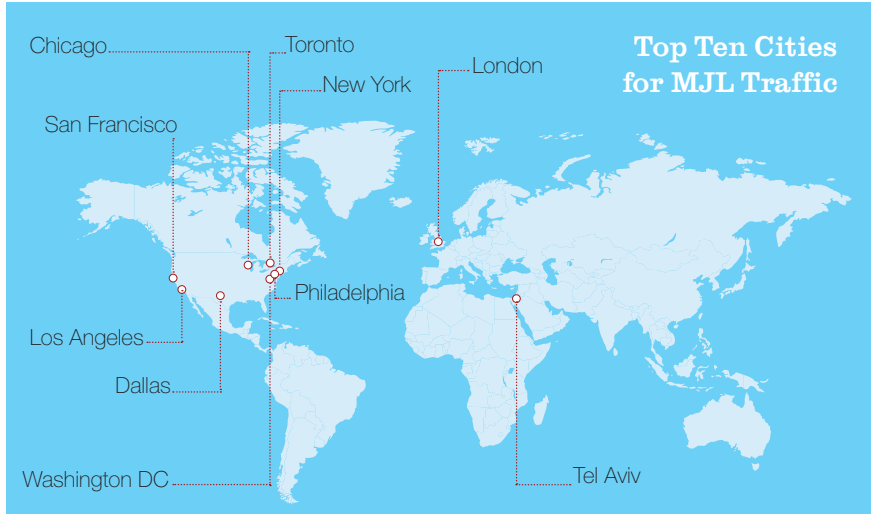 Top Ten Cities
for MJL Traffic
Chicago
Toronto
London
New York
San Francisco
Philadelphia
Los Angeles
Dallas
Washington DC
Tel Aviv